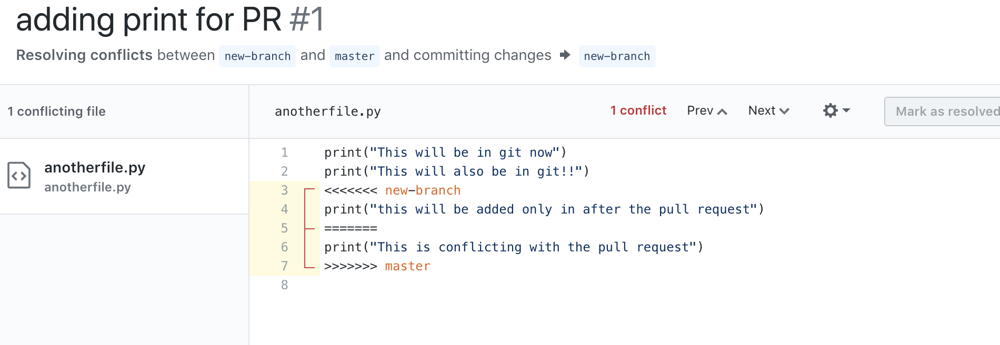 adding print for PR #1
Resolving conflicts between new-branch and master and committing changes → new-branch
1 conflicting file
anotherfile.py
1 conflict
Prev
Next
Mark as resolved
anotherfile.py
anotherfile.py
1 print("This will be in git now")
2 print("This will also be in git!!")
3 <<<<<<< new-branch
4 print("this will be added only in after the pull request")
5 =======
6 print("This is conflicting with the pull request")
7 >>>>>>> master
8